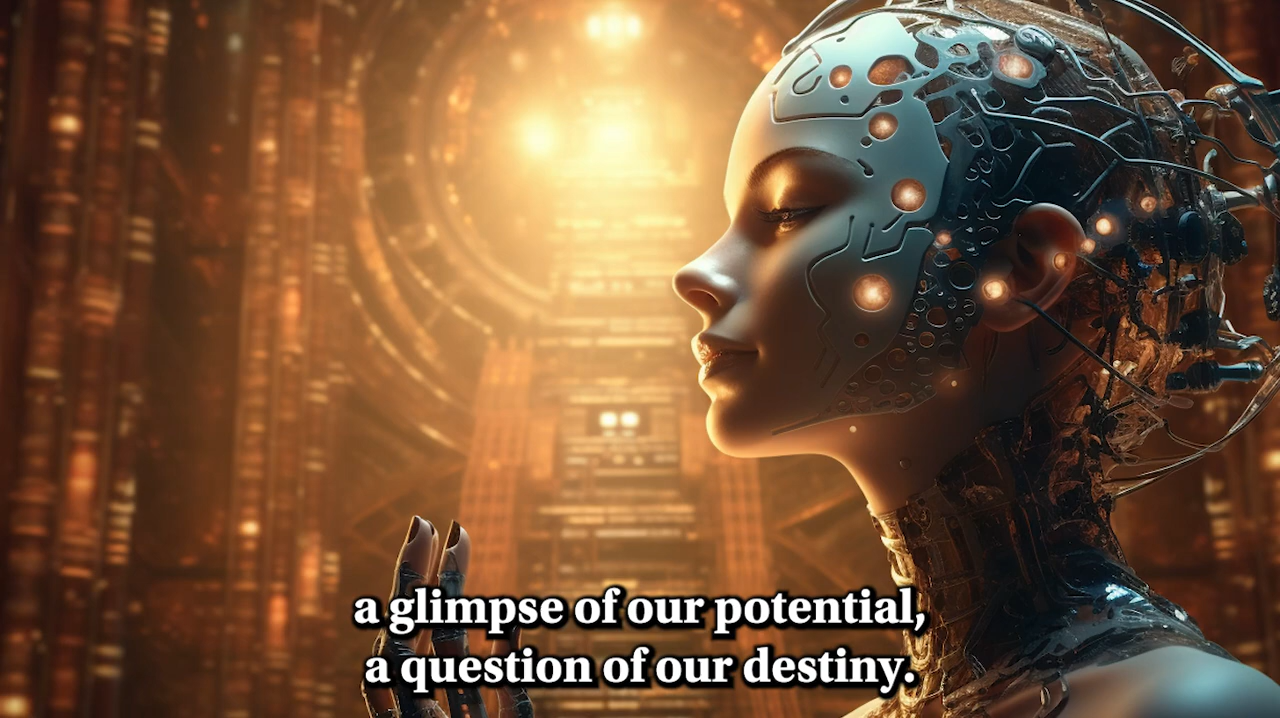 a glimpse of our potential,
a question of our destiny.